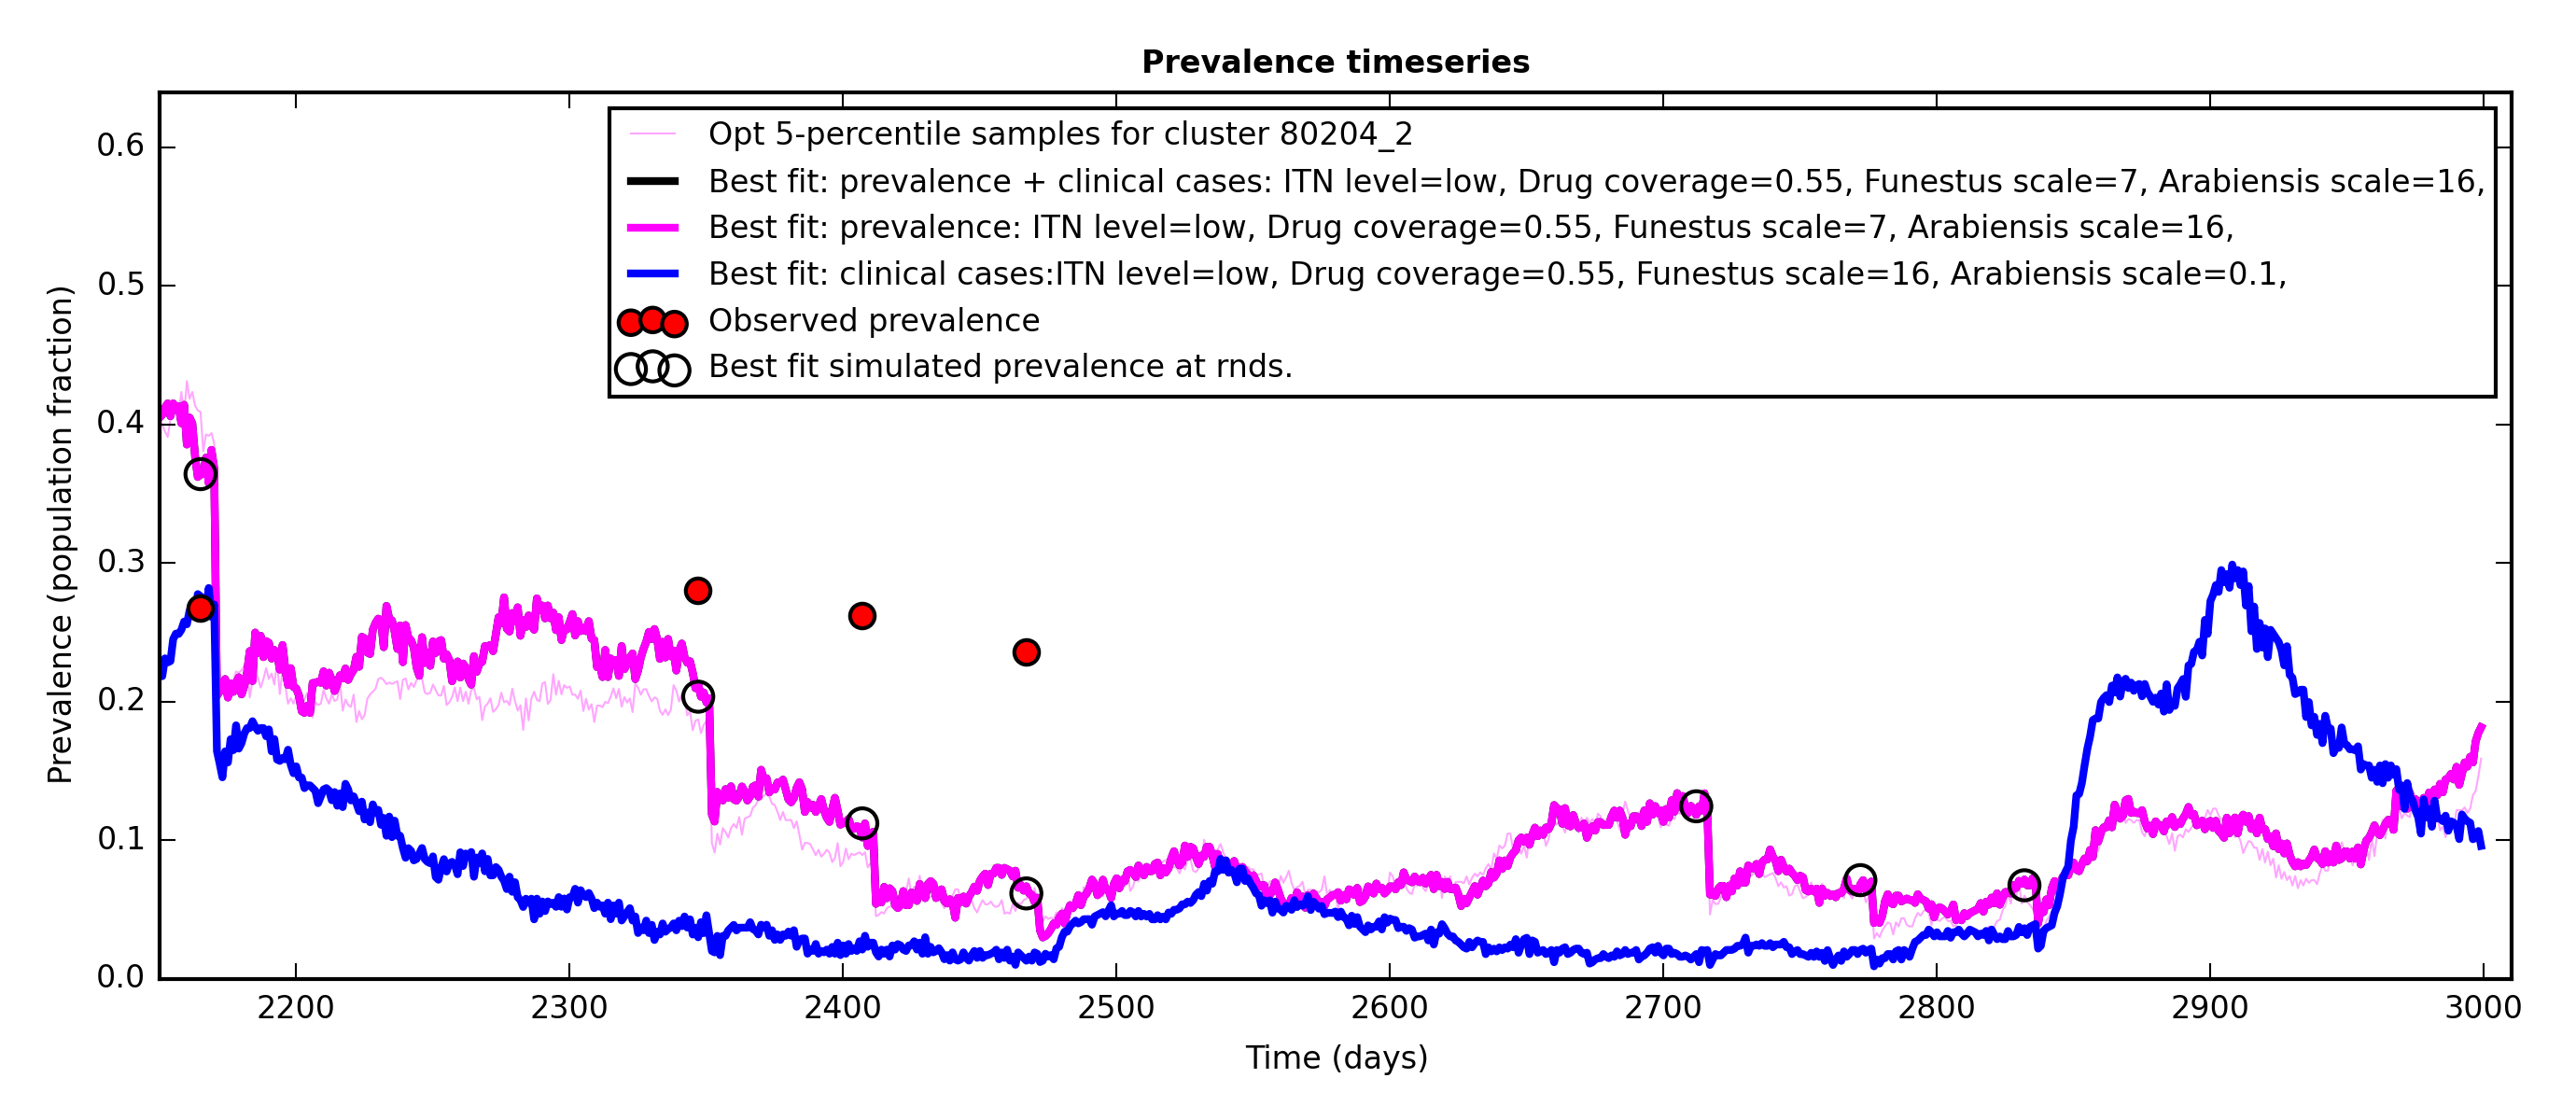 Prevalence timeseries
Opt 5-percentile samples for cluster 80204_2
Best fit: prevalence + clinical cases: ITN level=low, Drug coverage=0.55, Funestus scale=7, Arabiensis scale=16,
Best fit: prevalence: ITN level=low, Drug coverage=0.55, Funestus scale=7, Arabiensis scale=16,
Best fit: clinical cases:ITN level=low, Drug coverage=0.55, Funestus scale=16, Arabiensis scale=0.1,
Observed prevalence
Best fit simulated prevalence at rnds.
Prevalence (population fraction)
0.6
0.5
0.4
0.3
0.2
0.1
0.0
2200 2300 2400 2500 2600 2700 2800 2900 3000
Time (days)